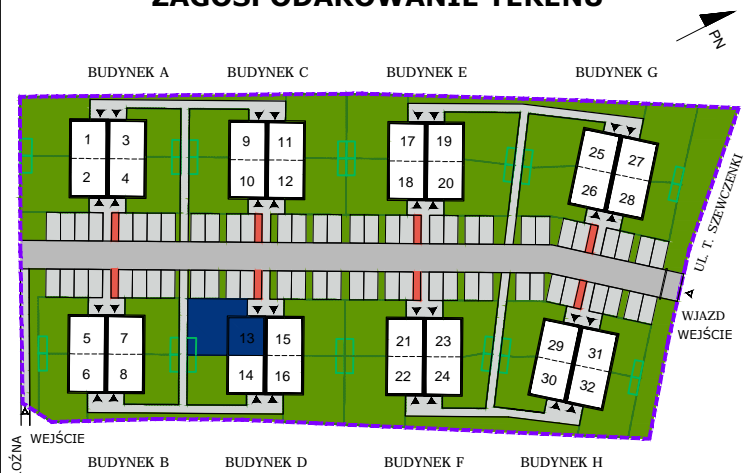 ZAGOSPODAROWANIE TERENU
PN
BUDYNEK A BUDYNEK C BUDYNEK E BUDYNEK G
1 3 9 11 17 19 25 27
2 4 10 12 18 20 26 28
UL. T. SZEWCZENKI
WJAZD
WEJŚCIE
5 7 13 15 21 23 29 31
6 8 14 16 22 24 30 32
WEJŚCIE
BUDYNEK B BUDYNEK D BUDYNEK F BUDYNEK H